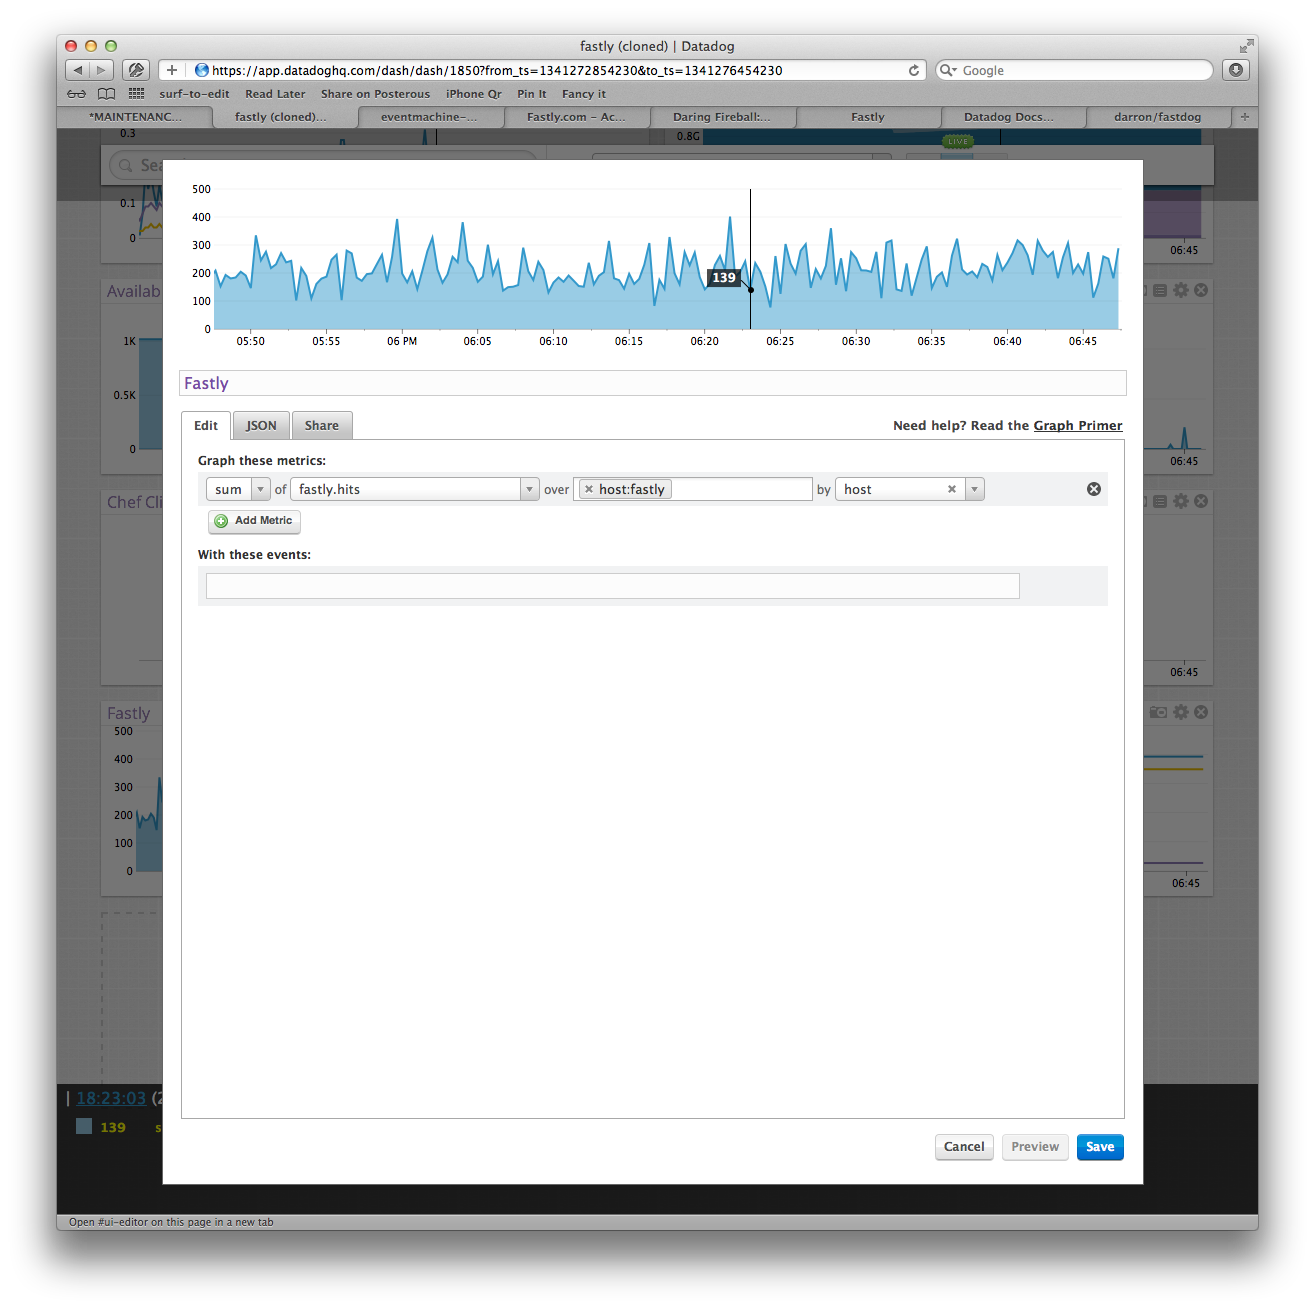 fastly (cloned) | Datadog
https://app.datadoghq.com/dash/dash/1850?from_ts=1341272854230&to_ts=1341276454230
Google
surf-to-edit Read Later Share on Posterous iPhone Qr Pin It Fancy it
*MAINTENANC... fastly (cloned)... eventmachine-... Fastly.com - Ac... Daring Fireball:... Fastly Datadog Docs... darron/fastdog
0.3
0.8G
LIVE
Sea
0.1
0
06:45
500
400
300
200
100
0
139
05:50 05:55 06 PM 06:05 06:10 06:15 06:20 06:25 06:30 06:35 06:40 06:45
Availab
1K
0.5K
0
06:45
Fastly
Edit JSON Share
Need help? Read the Graph Primer
Graph these metrics:
sum of fastly.hits over host:fastly by host
Add Metric
With these events:
Chef Cli
06:45
Fastly
500
400
300
200
100
0
06:45
18:23:03 (2
139 s
Cancel Preview Save
Open #ui-editor on this page in a new tab